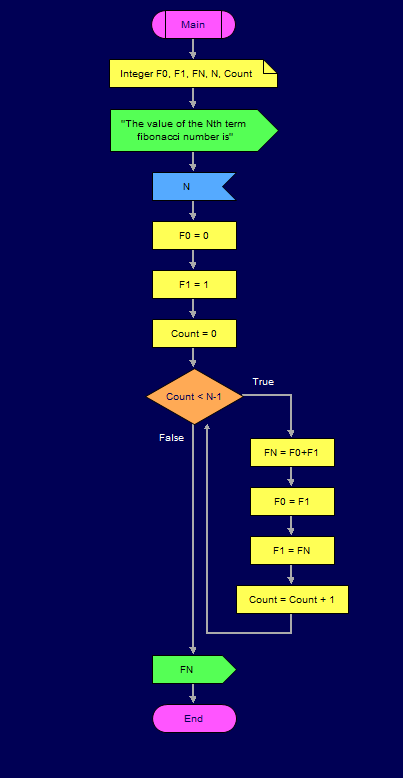 Main
Integer F0, F1, FN, N, Count
"The value of the Nth term
fibonacci number is"
N
F0 = 0
F1 = 1
Count = 0
Count < N-1
True
False
FN = F0+F1
F0 = F1
F1 = FN
Count = Count + 1
FN
End